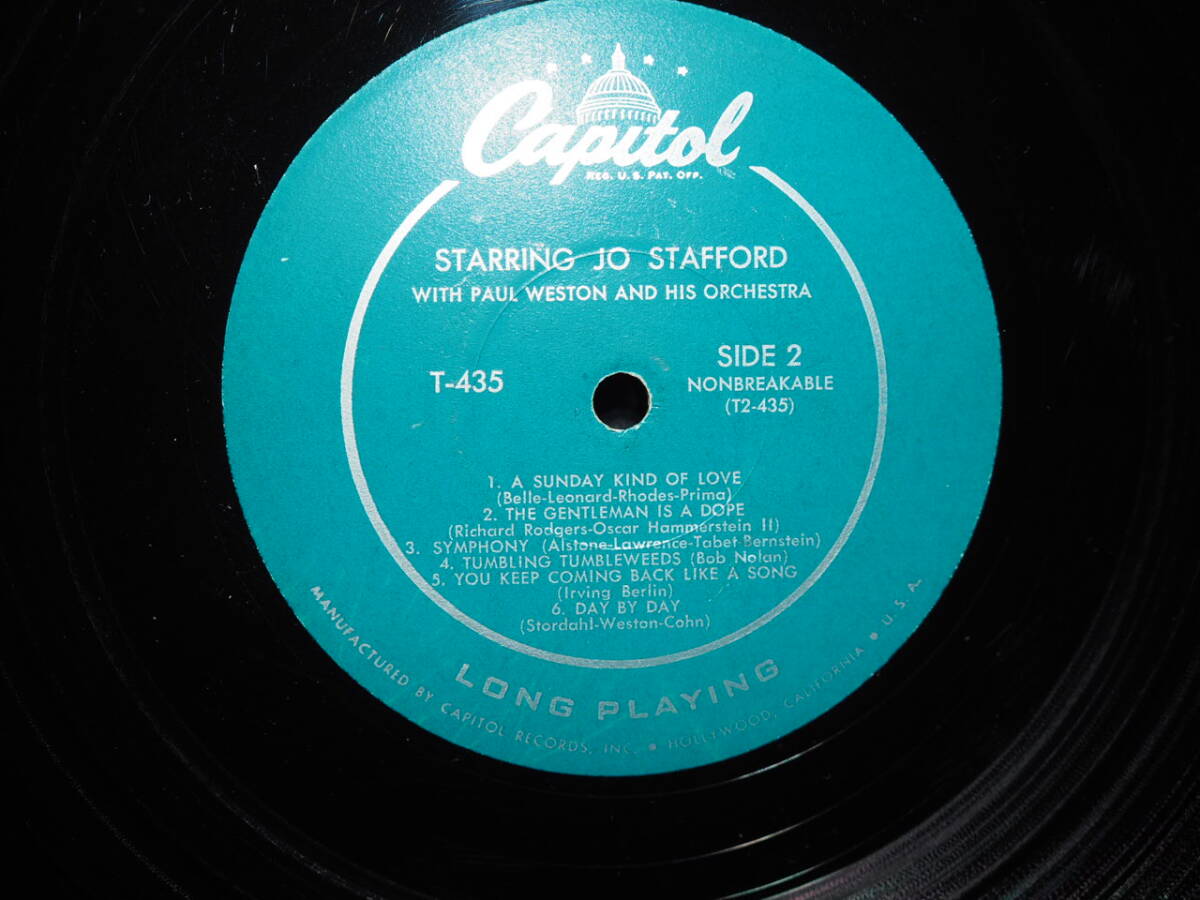 Capitol
REG. U.S. PAT. OFF.
STARRING JO STAFFORD
WITH PAUL WESTON AND HIS ORCHESTRA
T-435
SIDE 2
NONBREAKABLE
(T2-435)
1. A SUNDAY KIND OF LOVE
(Belle-Leonard-Rhodes-Prima)
2. THE GENTLEMAN IS A DOPE
(Richard Rodgers-Oscar Hammerstein II)
3. SYMPHONY (Alstone-Lawrence-Tabet-Bernstein)
4. TUMBLING TUMBLEWEEDS (Bob Nolan)
5. YOU KEEP COMING BACK LIKE A SONG
(Irving Berlin)
6. DAY BY DAY
(Stordahl-Weston-Cohn)
LONG PLAYING
MANUFACTURED BY CAPITOL RECORDS, INC. • HOLLYWOOD, CALIFORNIA • U.S.A.